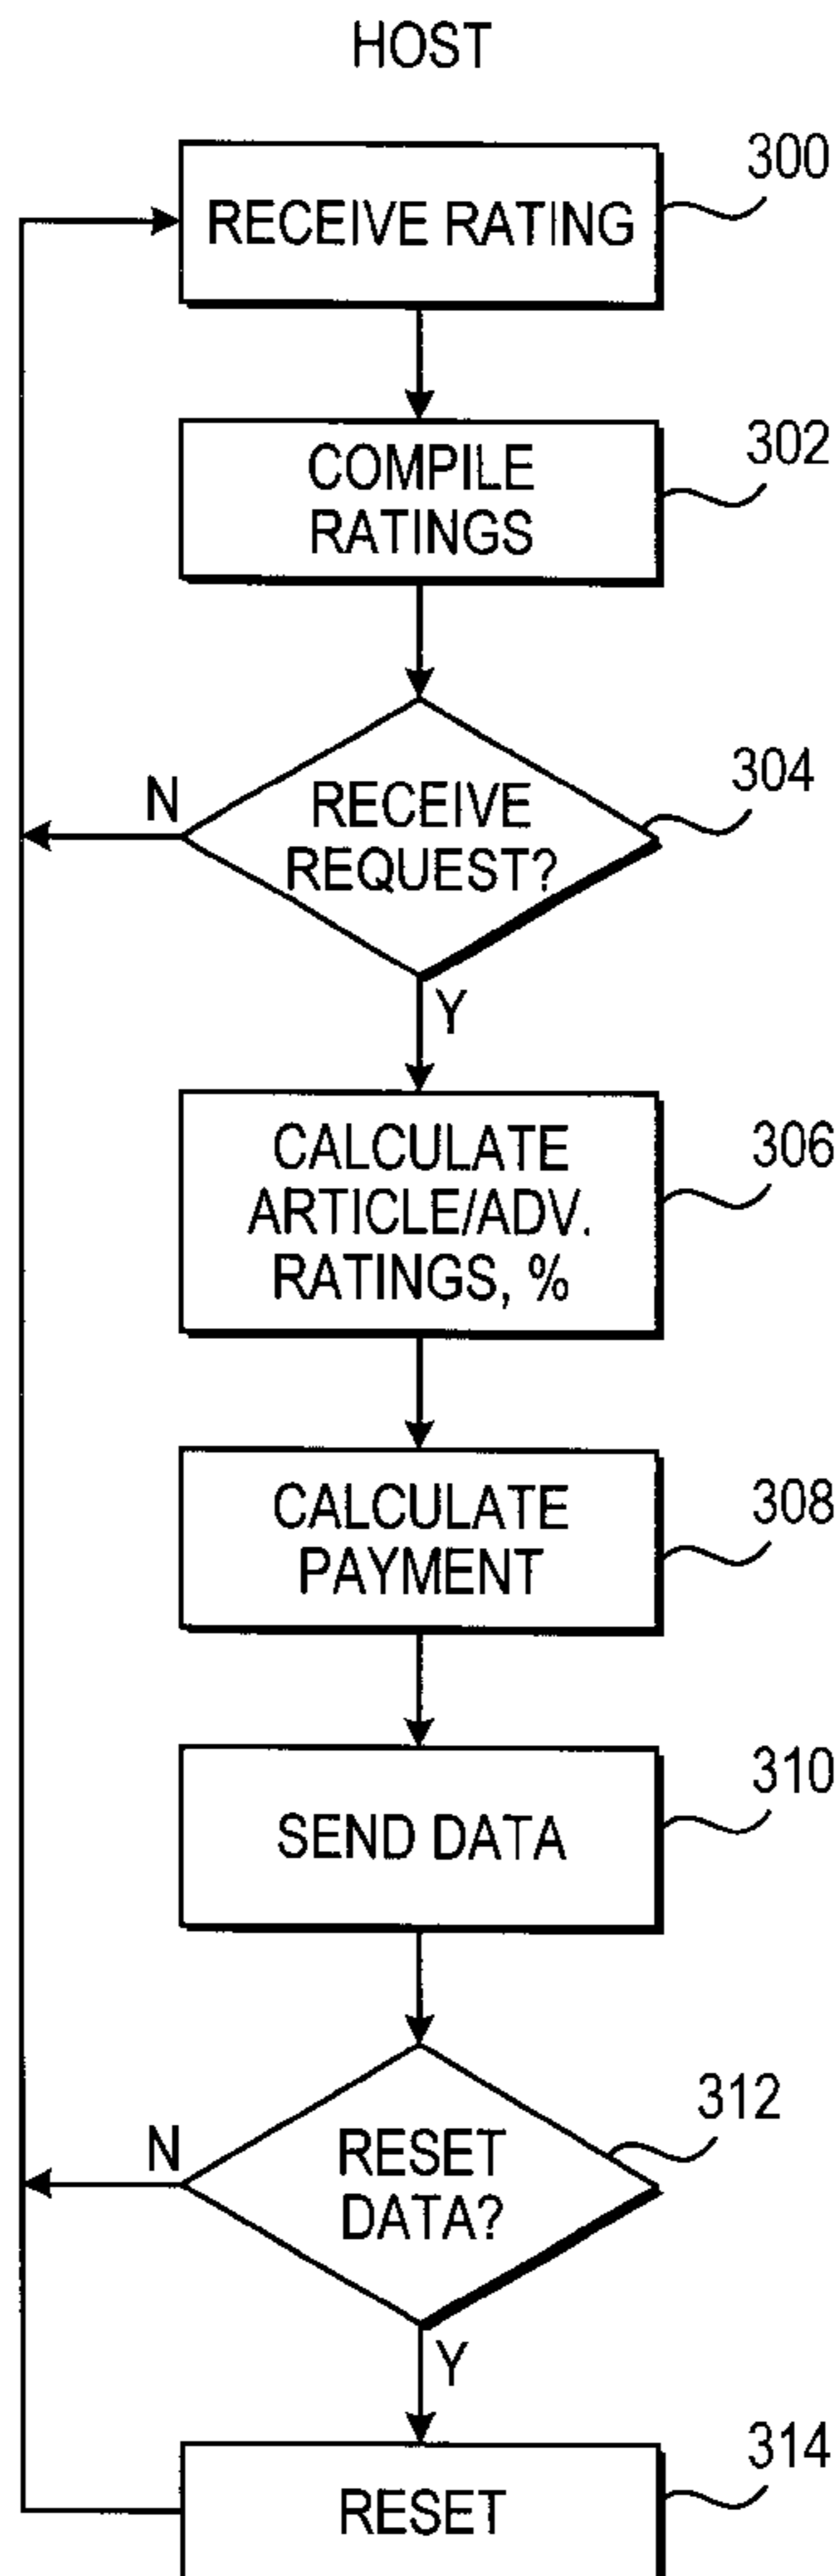 HOST
300
RECEIVE RATING
302
COMPILE
RATINGS
304
N
RECEIVE
REQUEST?
Y
306
CALCULATE
ARTICLE/ADV.
RATINGS, %
308
CALCULATE
PAYMENT
310
SEND DATA
312
N
RESET
DATA?
Y
314
RESET